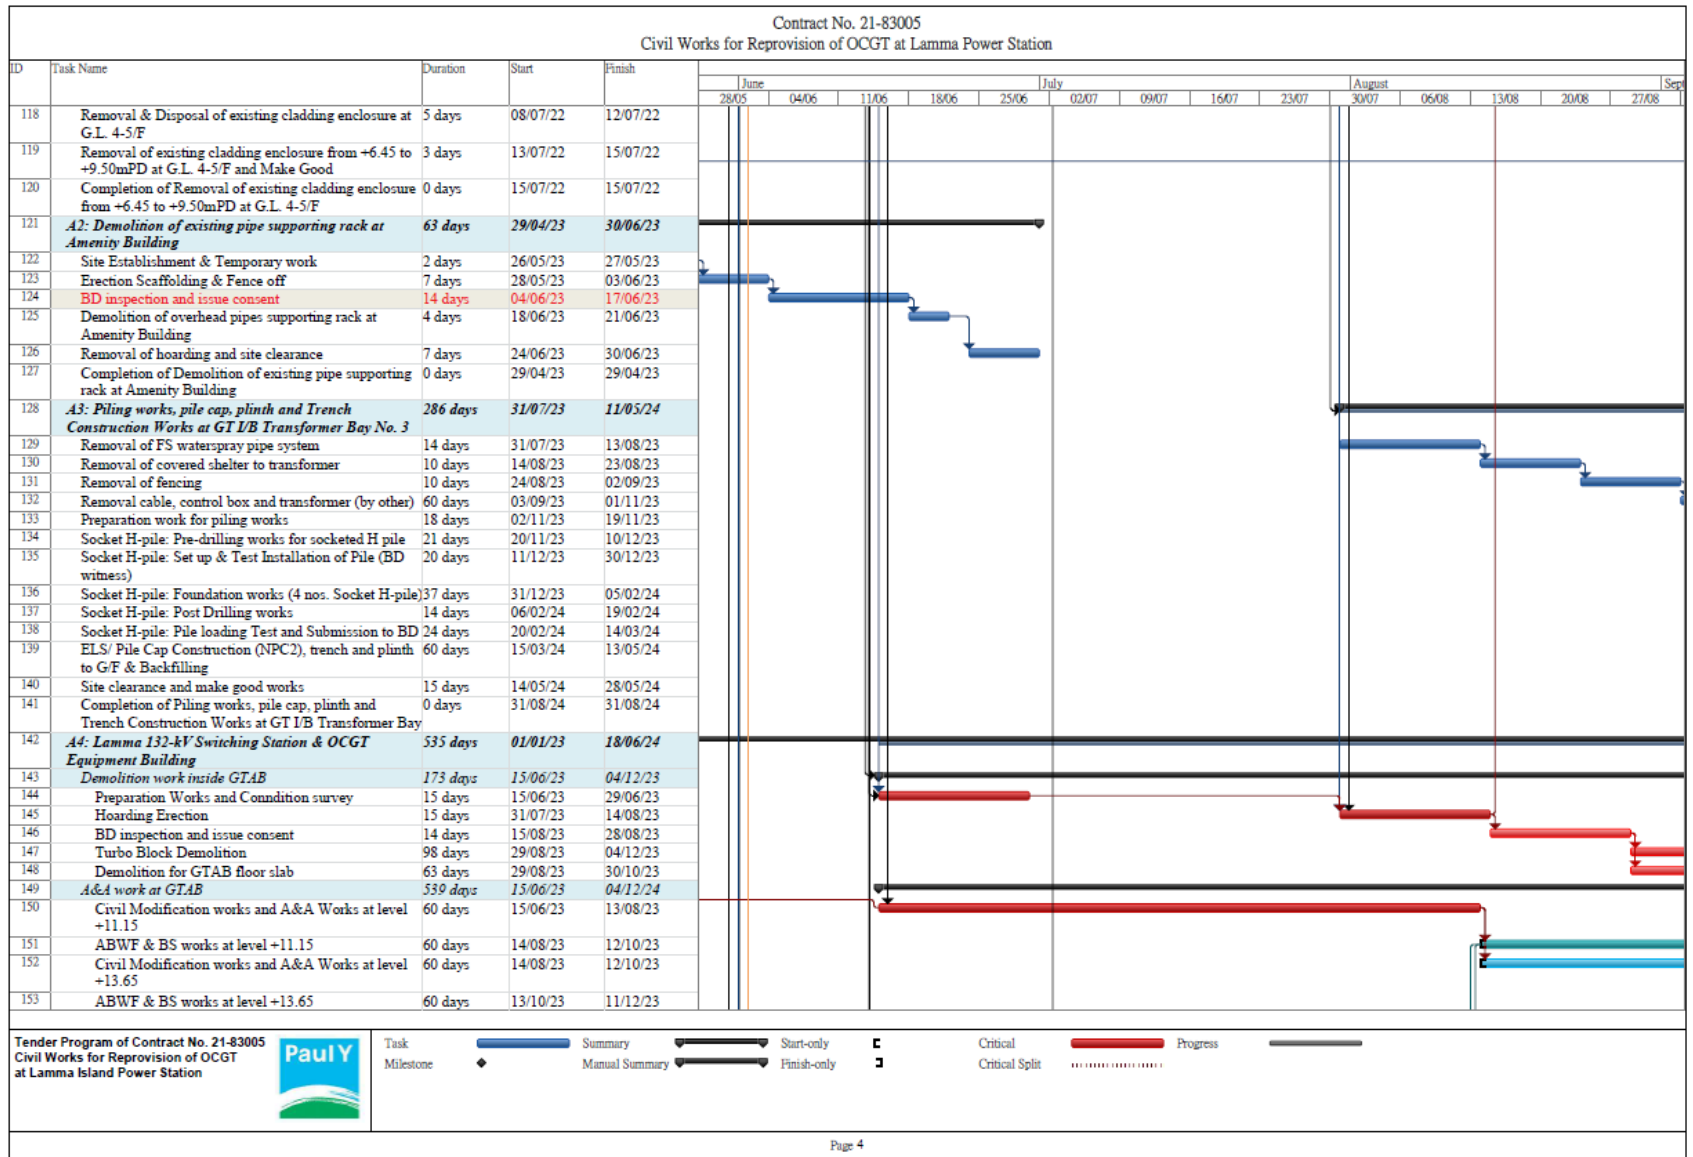 Contract No. 21-83005
Civil Works for Reprovision of OCGT at Lamma Power Station
ID Task Name Duration Start Finish
June July August Sept
28/05 04/06 11/06 18/06 25/06 02/07 09/07 16/07 23/07 30/07 06/08 13/08 20/08 27/08
118 Removal & Disposal of existing cladding enclosure at 5 days 08/07/22 12/07/22
G.L. 4-5/F
119 Removal of existing cladding enclosure from +6.45 to 3 days 13/07/22 15/07/22
+9.50mPD at G.L. 4-5/F and Make Good
120 Completion of Removal of existing cladding enclosure 0 days 15/07/22 15/07/22
from +6.45 to +9.50mPD at G.L. 4-5/F
121 A2: Demolition of existing pipe supporting rack at 63 days 29/04/23 30/06/23
Amenity Building
122 Site Establishment & Temporary work 2 days 26/05/23 27/05/23
123 Erection Scaffolding & Fence off 7 days 28/05/23 03/06/23
124 BD inspection and issue consent 14 days 04/06/23 17/06/23
125 Demolition of overhead pipes supporting rack at 4 days 18/06/23 21/06/23
Amenity Building
126 Removal of hoarding and site clearance 7 days 24/06/23 30/06/23
127 Completion of Demolition of existing pipe supporting 0 days 29/04/23 29/04/23
rack at Amenity Building
128 A3: Piling works, pile cap, plinth and Trench 286 days 31/07/23 11/05/24
Construction Works at GT I/B Transformer Bay No. 3
129 Removal of FS waterspray pipe system 14 days 31/07/23 13/08/23
130 Removal of covered shelter to transformer 10 days 14/08/23 23/08/23
131 Removal of fencing 10 days 24/08/23 02/09/23
132 Removal cable, control box and transformer (by other) 60 days 03/09/23 01/11/23
133 Preparation work for piling works 18 days 02/11/23 19/11/23
134 Socket H-pile: Pre-drilling works for socketed H pile 21 days 20/11/23 10/12/23
135 Socket H-pile: Set up & Test Installation of Pile (BD 20 days 11/12/23 30/12/23
witness)
136 Socket H-pile: Foundation works (4 nos. Socket H-pile) 37 days 31/12/23 05/02/24
137 Socket H-pile: Post Drilling works 14 days 06/02/24 19/02/24
138 Socket H-pile: Pile loading Test and Submission to BD 24 days 20/02/24 14/03/24
139 ELS/ Pile Cap Construction (NPC2), trench and plinth 60 days 15/03/24 13/05/24
to G/F & Backfilling
140 Site clearance and make good works 15 days 14/05/24 28/05/24
141 Completion of Piling works, pile cap, plinth and 0 days 31/08/24 31/08/24
Trench Construction Works at GT I/B Transformer Bay
142 A4: Lamma 132-kV Switching Station & OCGT 535 days 01/01/23 18/06/24
Equipment Building
143 Demolition work inside GTAB 173 days 15/06/23 04/12/23
144 Preparation Works and Conndition survey 15 days 15/06/23 29/06/23
145 Hoarding Erection 15 days 31/07/23 14/08/23
146 BD inspection and issue consent 14 days 15/08/23 28/08/23
147 Turbo Block Demolition 98 days 29/08/23 04/12/23
148 Demolition for GTAB floor slab 63 days 29/08/23 30/10/23
149 A&A work at GTAB 539 days 15/06/23 04/12/24
150 Civil Modification works and A&A Works at level 60 days 15/06/23 13/08/23
+11.15
151 ABWF & BS works at level +11.15 60 days 14/08/23 12/10/23
152 Civil Modification works and A&A Works at level 60 days 14/08/23 12/10/23
+13.65
153 ABWF & BS works at level +13.65 60 days 13/10/23 11/12/23
Tender Program of Contract No. 21-83005
Civil Works for Reprovision of OCGT
at Lamma Island Power Station
Paul Y
Task Summary Start-only Critical Progress
Milestone Manual Summary Finish-only Critical Split
Page 4